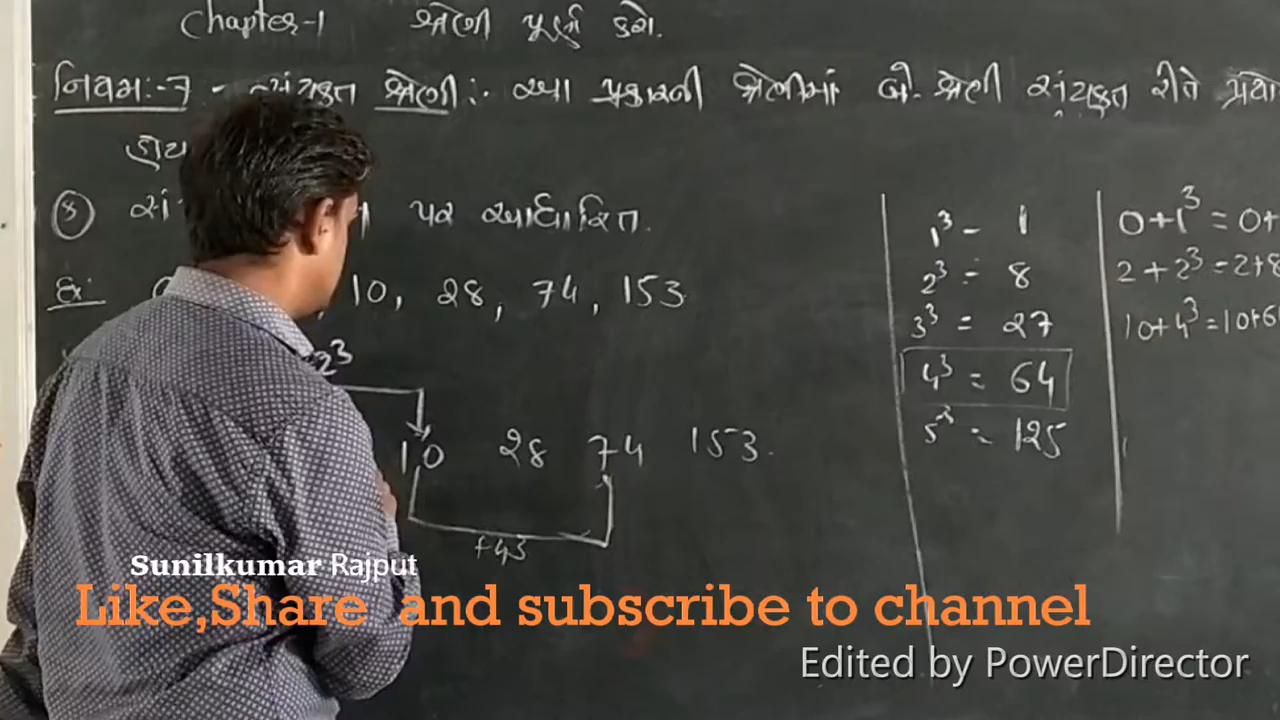 Chapter-1 શ્રેણી પૂર્ણ કરો.
નિયમ:-7 - સંયુક્ત શ્રેણી:- આ પ્રકારની શ્રેણીમાં બે શ્રેણી સંયુક્ત રીતે
હોય
પર આધારિત.
Ex: 10, 28, 74, 153
2³
10 28 74 153.
+4³
1³ = 1
2³ = 8
3³ = 27
4³ = 64
5³ = 125
0+1³ = 0+
2+2³ = 2+8
10+4³ = 10+6
Sunilkumar Rajput
Like,Share and subscribe to channel
Edited by PowerDirector